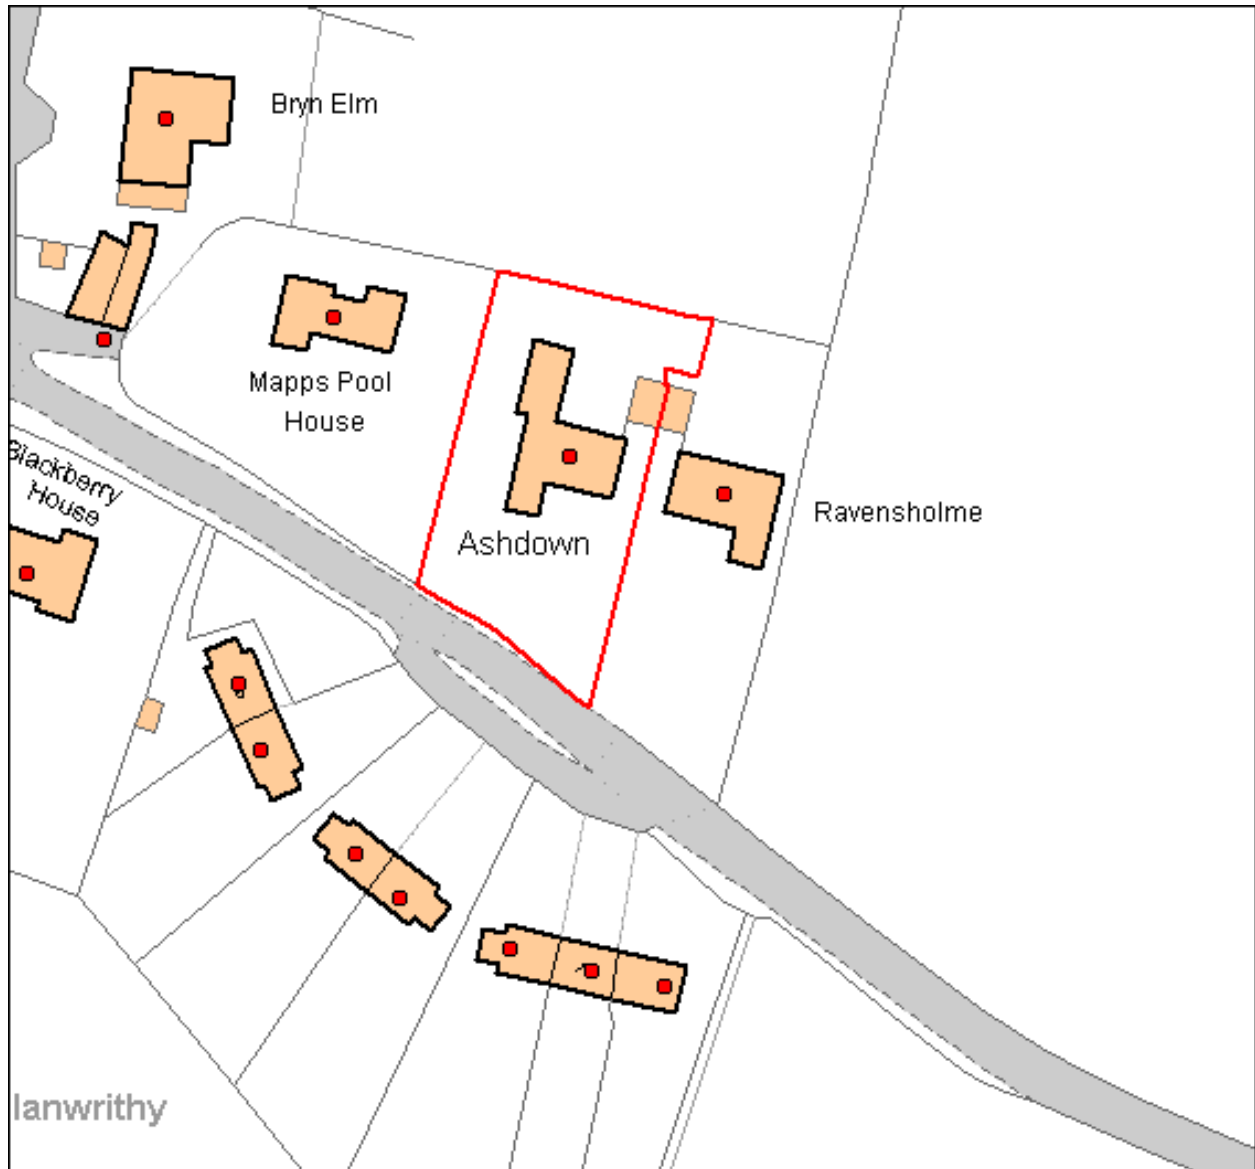 Bryn Elm
Mapps Pool
House
Blackberry
House
Ashdown
Ravensholme
lanwrithy